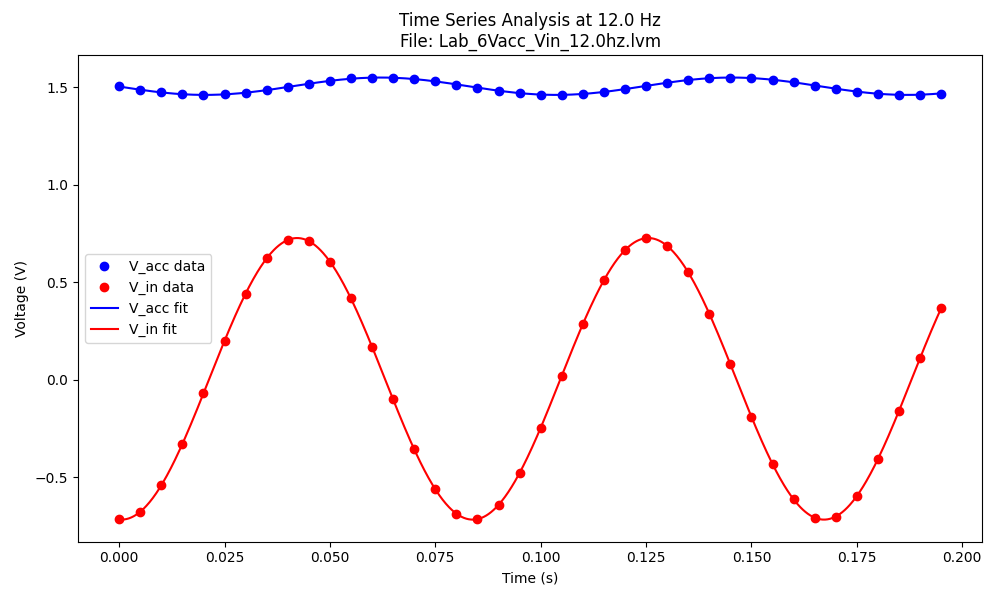 Time Series Analysis at 12.0 Hz
File: Lab_6Vacc_Vin_12.0hz.lvm
Voltage (V)
1.5
1.0
0.5
0.0
−0.5
V_acc data
V_in data
V_acc fit
V_in fit
0.000 0.025 0.050 0.075 0.100 0.125 0.150 0.175 0.200
Time (s)